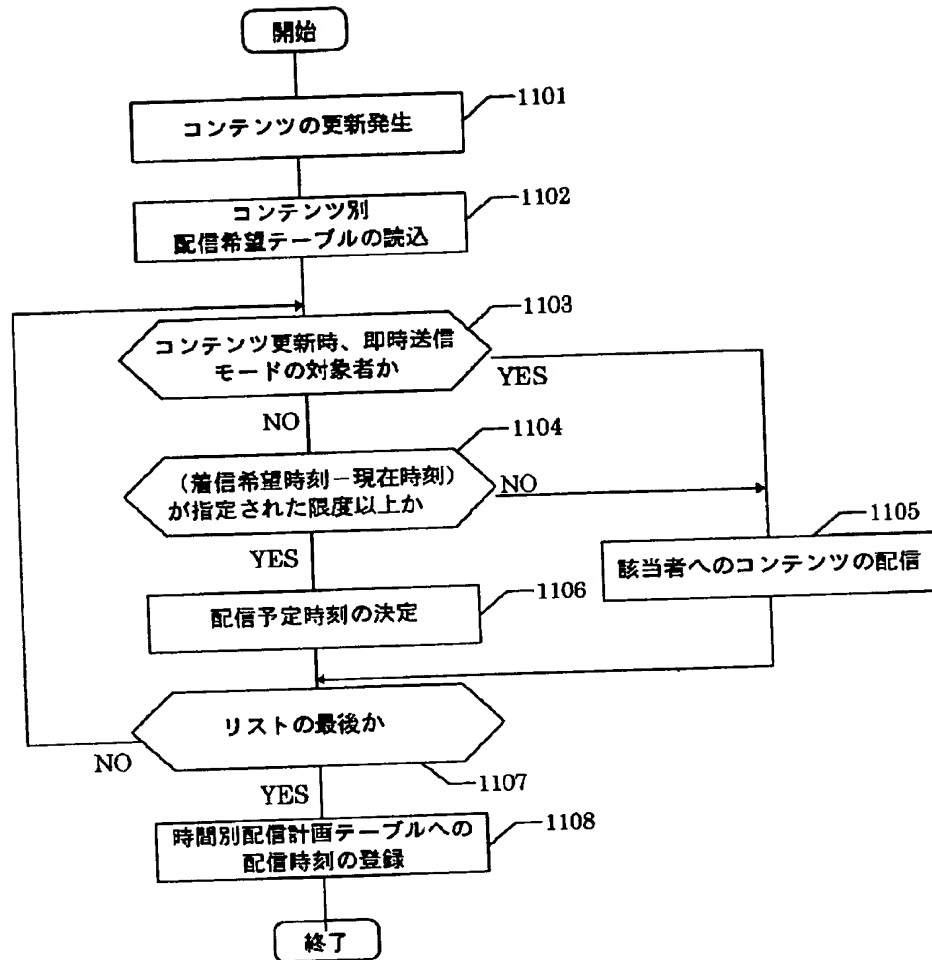 開始
コンテンツの更新発生
1101
コンテンツ別
配信希望テーブルの読込
1102
コンテンツ更新時、即時送信
モードの対象者か
1103
YES
NO
(着信希望時刻－現在時刻)
が指定された限度以上か
1104
NO
YES
該当者へのコンテンツの配信
1105
配信予定時刻の決定
1106
リストの最後か
NO
1107
YES
時間別配信計画テーブルへの
配信時刻の登録
1108
終了